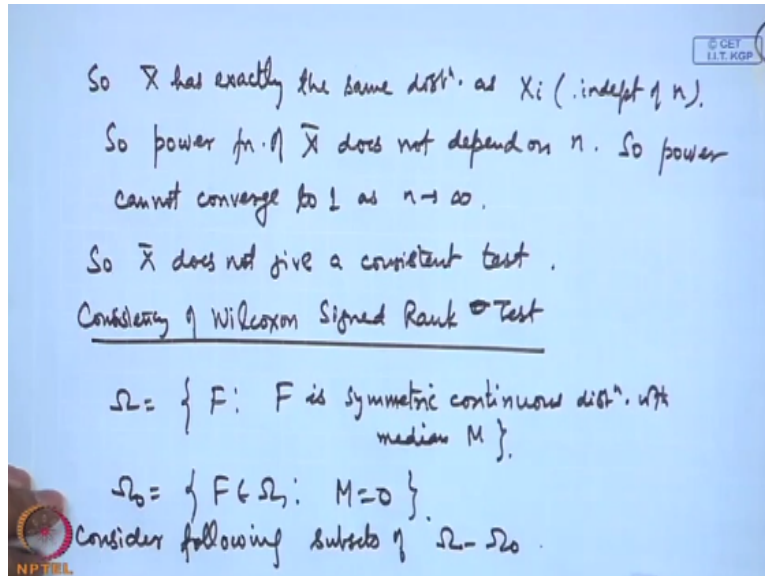 © CET
I.I.T. KGP
So X̄ has exactly the same distⁿ. as Xi (.indept of n).
So power fn. of X̄ does not depend on n. So power
cannot converge to 1 as n→ ∞.
So X̄ does not give a consistent test.
Consistency of Wilcoxon Signed Rank Test
Ω = { F: F is symmetric continuous distⁿ. with
median M }.
Ω₀ = { F ∈ Ω: M=0 }.
Consider following subsets of Ω - Ω₀.
NPTEL